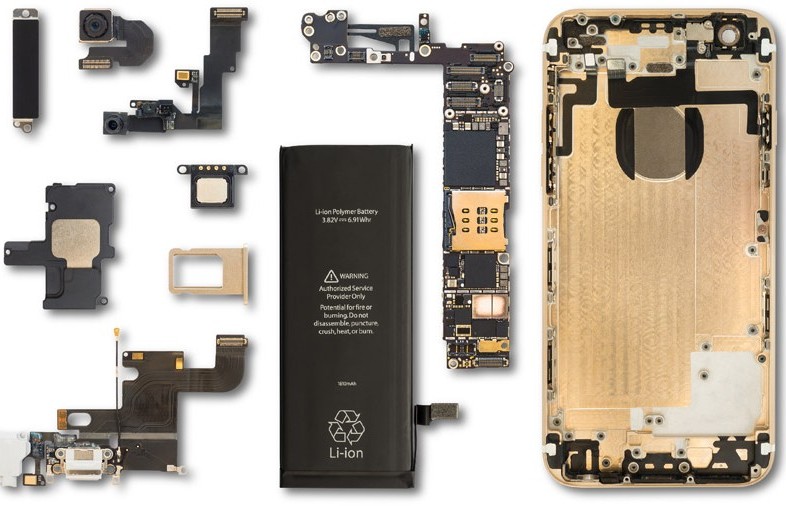 Li-ion Polymer Battery
3.82V 6.91Whr
WARNING
Authorized Service
Provider Only
Potential for fire or
burning. Do not
disassemble, puncture,
crush, heat, or burn.
Li-ion